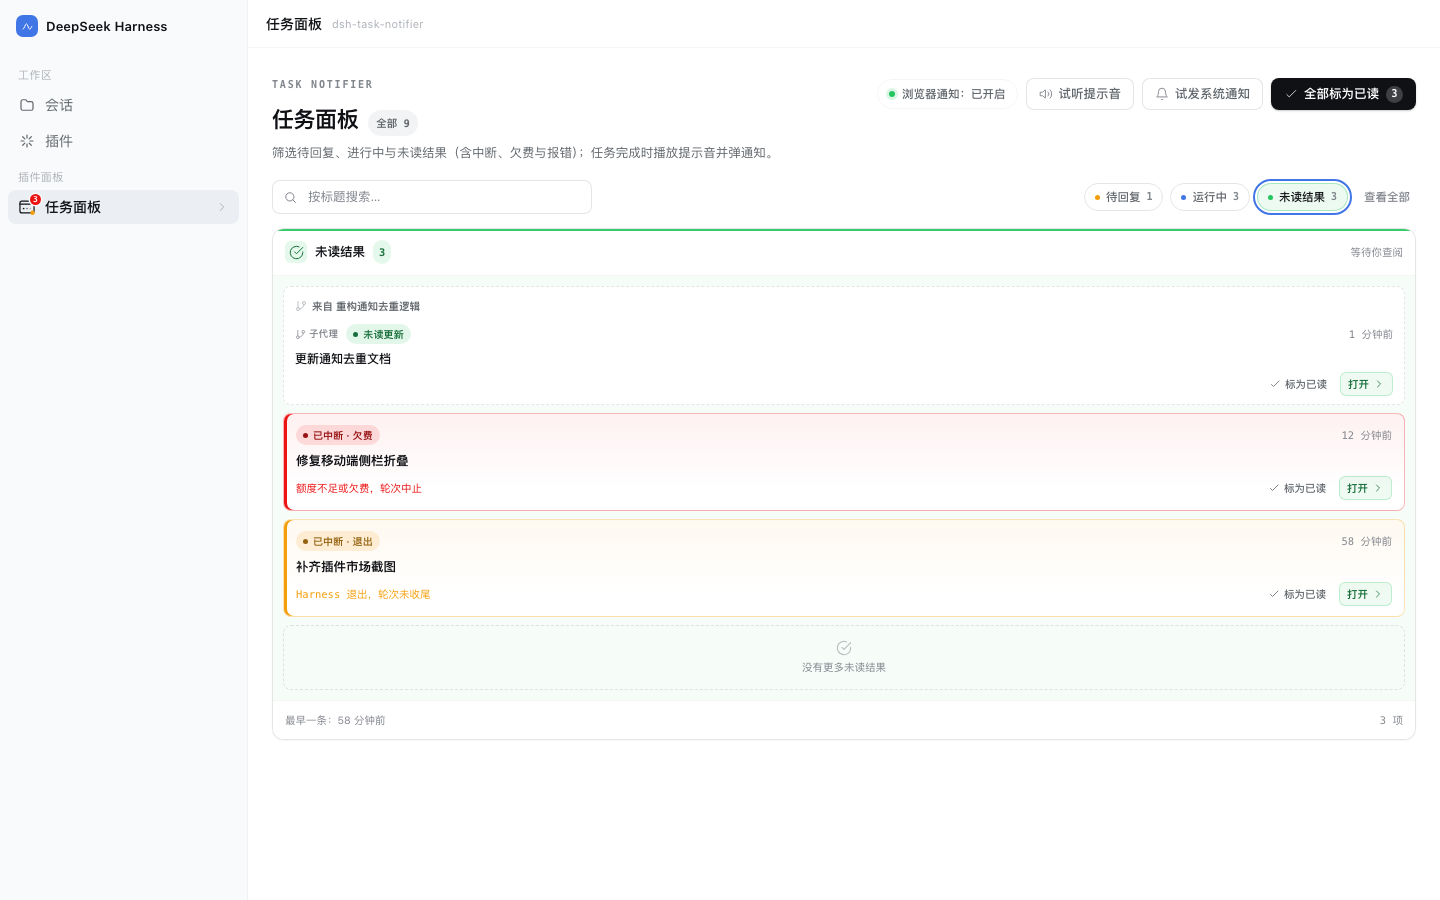 DeepSeek Harness
工作区
会话
插件
插件面板
3
任务面板
任务面板 dsh-task-notifier
TASK NOTIFIER
任务面板 全部 9
筛选待回复、进行中与未读结果（含中断、欠费与报错）；任务完成时播放提示音并弹通知。
浏览器通知：已开启
试听提示音
试发系统通知
全部标为已读 3
按标题搜索...
待回复 1
运行中 3
未读结果 3
查看全部
未读结果 3
等待你查阅
来自 重构通知去重逻辑
子代理 未读更新
1 分钟前
更新通知去重文档
标为已读 打开
已中断 · 欠费
12 分钟前
修复移动端侧栏折叠
额度不足或欠费，轮次中止
标为已读 打开
已中断 · 退出
58 分钟前
补齐插件市场截图
Harness 退出，轮次未收尾
标为已读 打开
没有更多未读结果
最早一条：58 分钟前
3 项